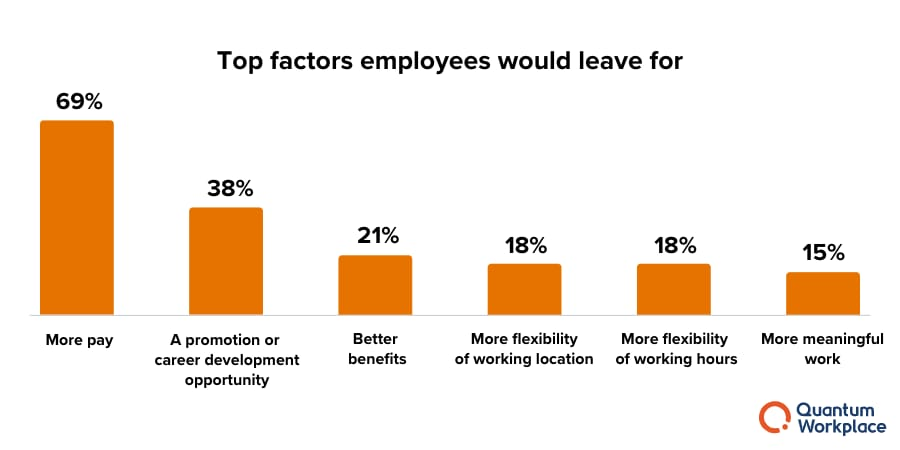 Top factors employees would leave for
69%
38%
21%
18%
18%
15%
More pay
A promotion or
career development
opportunity
Better
benefits
More flexibility
of working location
More flexibility
of working hours
More meaningful
work
Quantum
Workplace